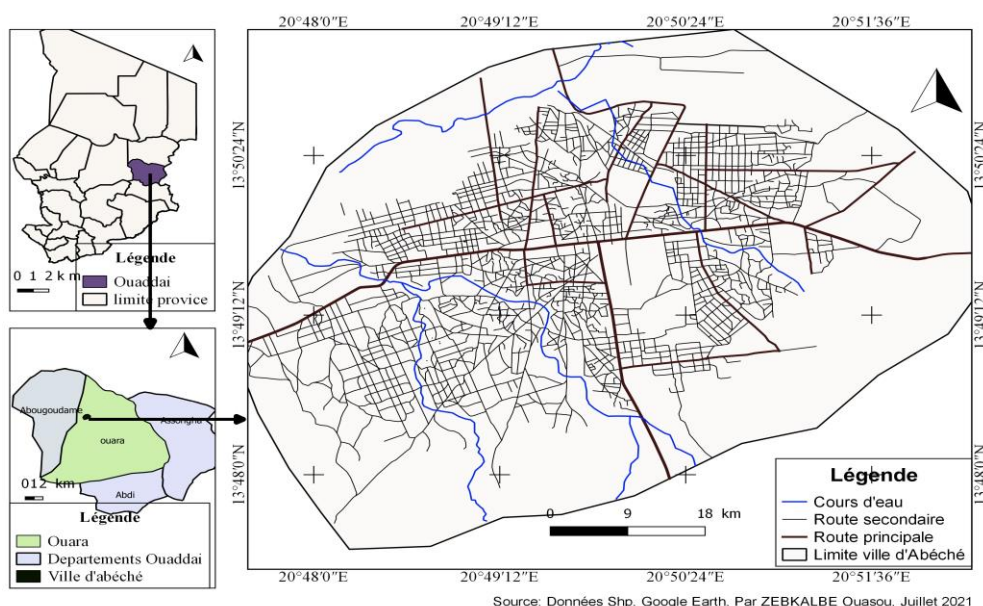 20°48'0"E 20°49'12"E 20°50'24"E 20°51'36"E
13°50'24"N 13°50'24"N
13°49'12"N 13°49'12"N
13°48'0"N 13°48'0"N
20°48'0"E 20°49'12"E 20°50'24"E 20°51'36"E
Légende
0 1 2 k m
Ouaddai
limite provice
Abougoudame
Assongha
ouara
Abdi
012 km
Légende
Ouara
Departements Ouaddai
Ville d'abéché
0 9 18 km
Légende
Cours d'eau
Route secondaire
Route principale
Limite ville d'Abéché
Source: Données Shp, Google Earth, Par ZEBKALBE Ouasou, Juillet 2021